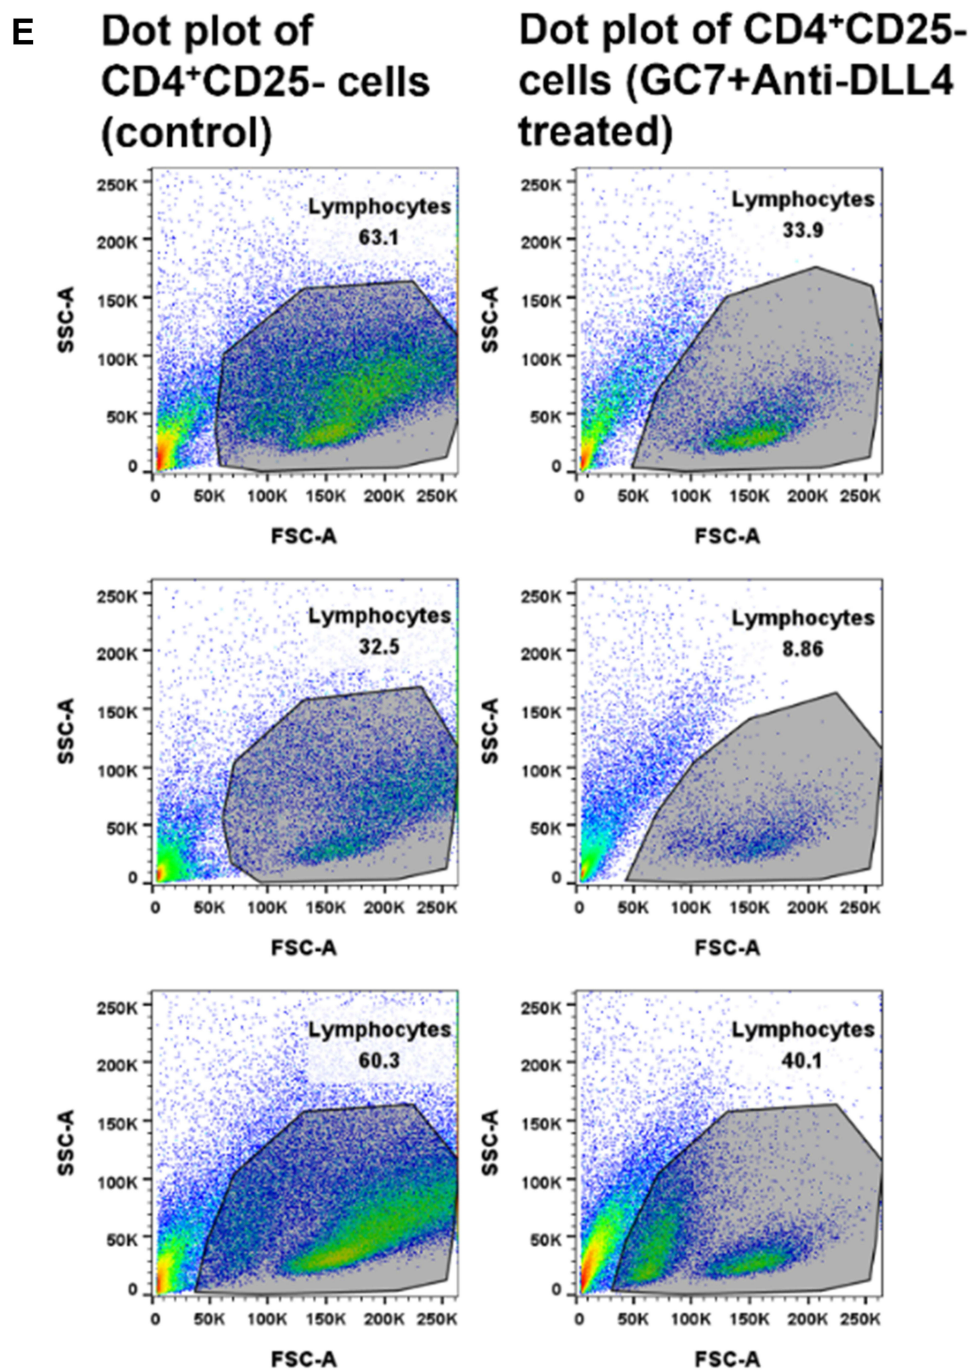 E
Dot plot of
CD4⁺CD25- cells
(control)
Dot plot of CD4⁺CD25-
cells (GC7+Anti-DLL4
treated)
250K
200K
150K
100K
50K
0
SSC-A
Lymphocytes
63.1
0 50K 100K 150K 200K 250K
FSC-A
250K
200K
150K
100K
50K
0
SSC-A
Lymphocytes
33.9
0 50K 100K 150K 200K 250K
FSC-A
250K
200K
150K
100K
50K
0
SSC-A
Lymphocytes
32.5
0 50K 100K 150K 200K 250K
FSC-A
250K
200K
150K
100K
50K
0
SSC-A
Lymphocytes
8.86
0 50K 100K 150K 200K 250K
FSC-A
250K
200K
150K
100K
50K
0
SSC-A
Lymphocytes
60.3
0 50K 100K 150K 200K 250K
FSC-A
250K
200K
150K
100K
50K
0
SSC-A
Lymphocytes
40.1
0 50K 100K 150K 200K 250K
FSC-A